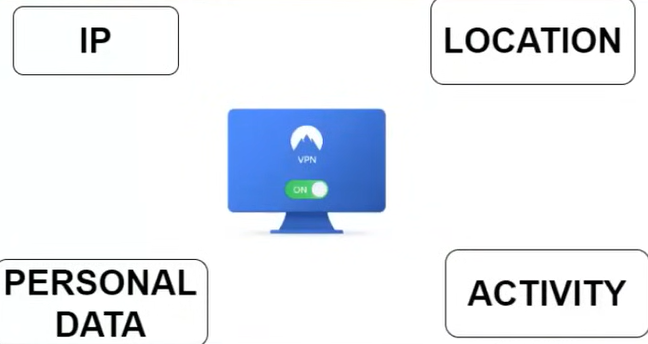 IP
LOCATION
VPN
ON
PERSONAL
DATA
ACTIVITY